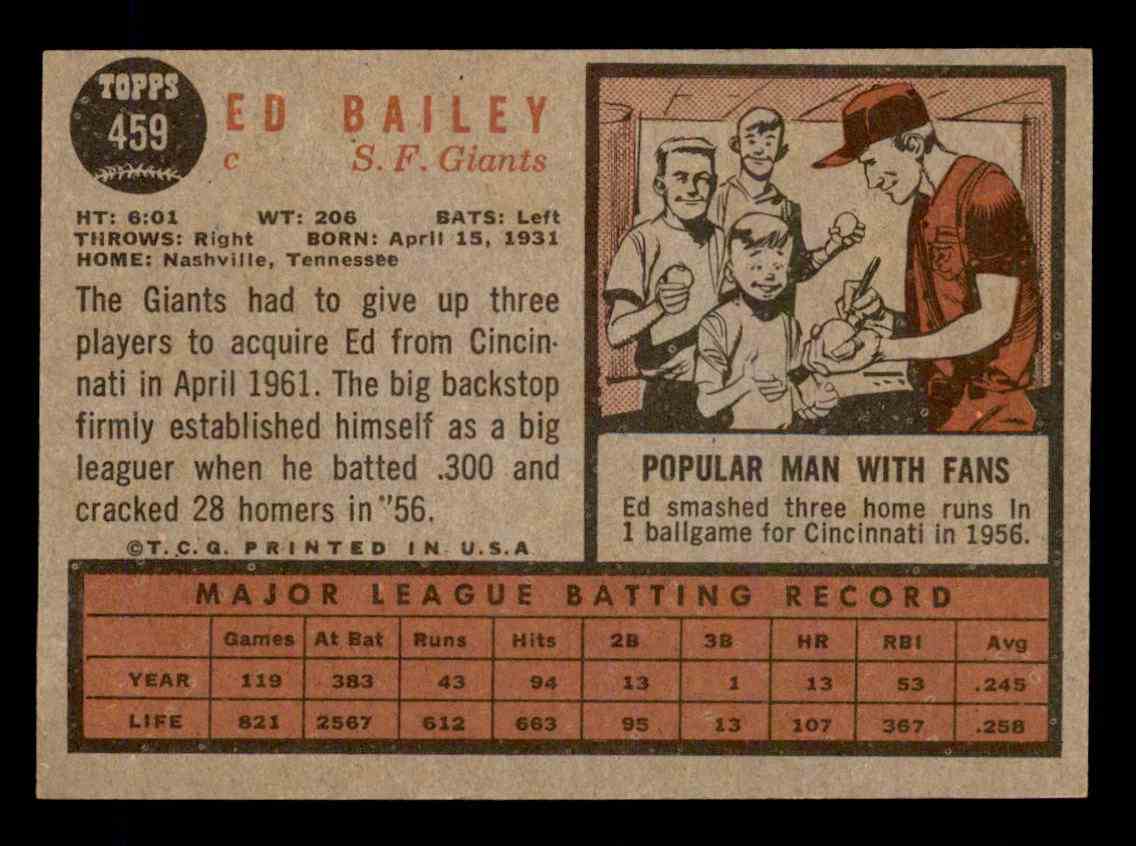 TOPPS
459
ED BAILEY
c S. F. Giants
HT: 6:01 WT: 206 BATS: Left
THROWS: Right BORN: April 15, 1931
HOME: Nashville, Tennessee
The Giants had to give up three
players to acquire Ed from Cincin-
nati in April 1961. The big backstop
firmly established himself as a big
leaguer when he batted .300 and
cracked 28 homers in "56.
©T.C.G. PRINTED IN U.S.A
POPULAR MAN WITH FANS
Ed smashed three home runs In
1 ballgame for Cincinnati in 1956.
MAJOR LEAGUE BATTING RECORD
Games At Bat Runs Hits 2B 3B HR RBI Avg
YEAR 119 383 43 94 13 1 13 53 .245
LIFE 821 2567 612 663 95 13 107 367 .258